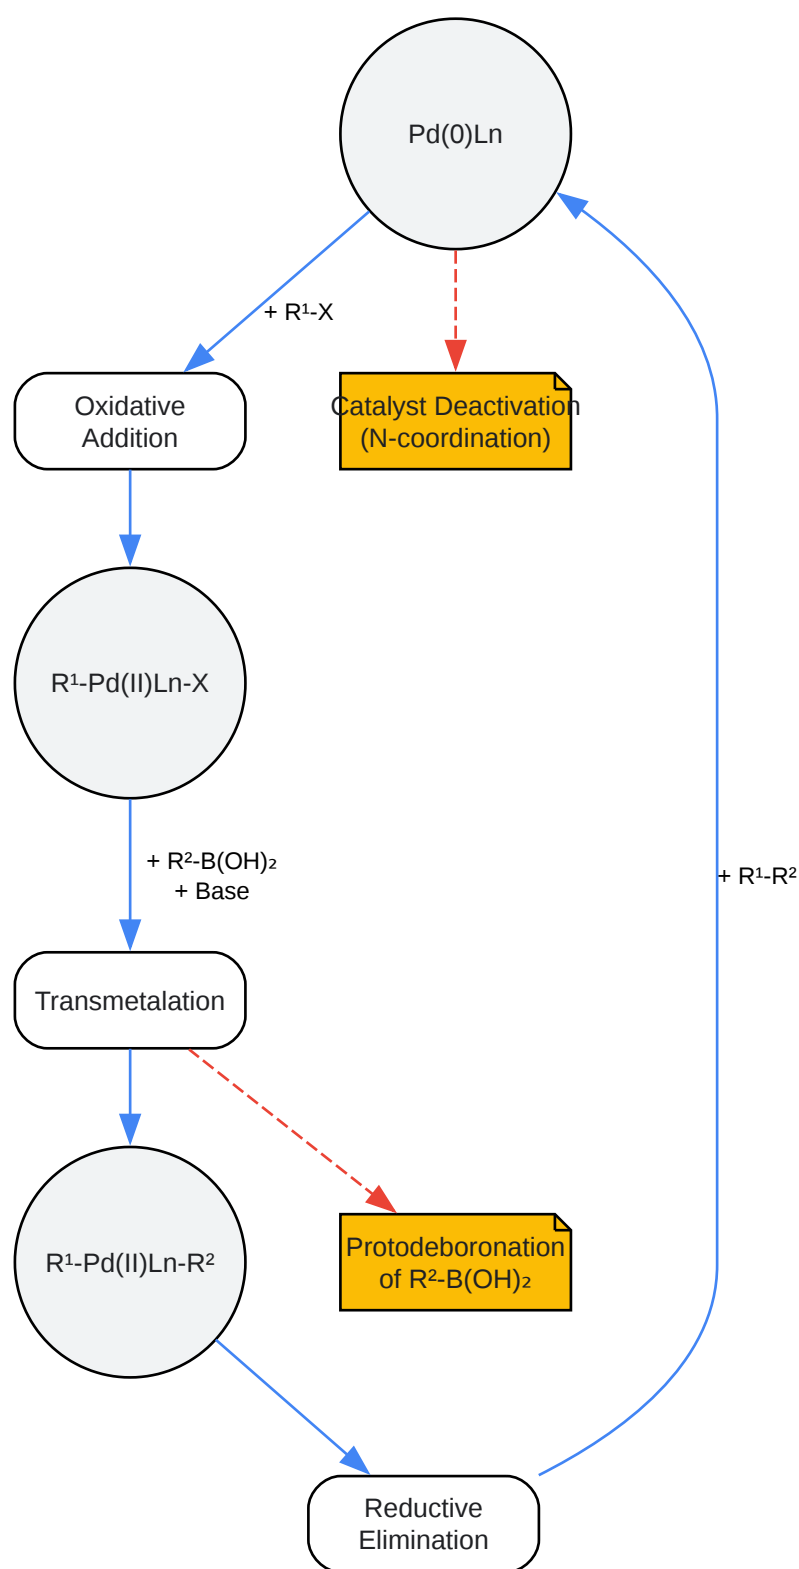 Pd(0)Ln
+ R¹-X
Oxidative
Addition
Catalyst Deactivation
(N-coordination)
R¹-Pd(II)Ln-X
+ R²-B(OH)₂
+ Base
+ R¹-R²
Transmetalation
R¹-Pd(II)Ln-R²
Protodeboronation
of R²-B(OH)₂
Reductive
Elimination